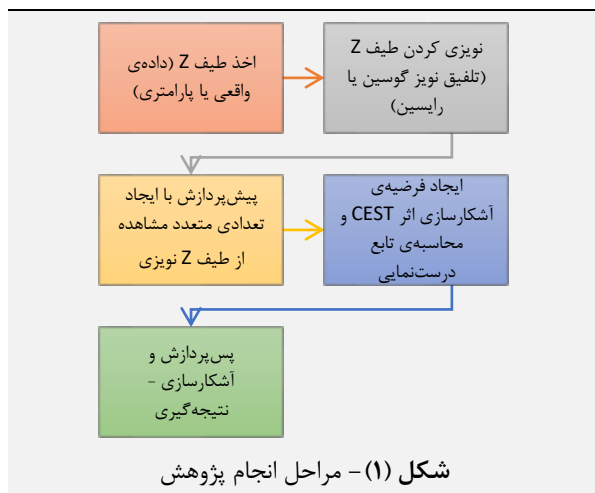 اخذ طیف Z (داده‌ی
واقعی یا پارامتری)
نویزی کردن طیف Z
(تلفیق نویز گوسین یا
رایسین)
پیش‌پردازش با ایجاد
تعدادی متعدد مشاهده
از طیف Z نویزی
ایجاد فرضیه‌ی
آشکارسازی اثر CEST و
محاسبه‌ی تابع
درست‌نمایی
پس‌پردازش و
آشکارسازی -
نتیجه‌گیری
شکل (۱)- مراحل انجام پژوهش